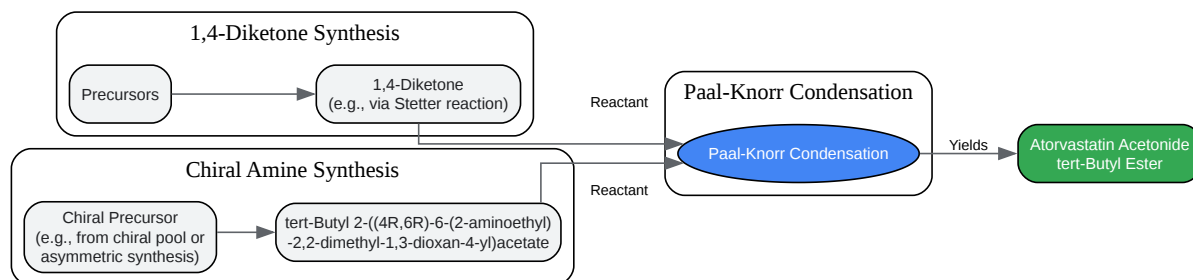 1,4-Diketone Synthesis
Precursors
1,4-Diketone
(e.g., via Stetter reaction)
Chiral Amine Synthesis
Chiral Precursor
(e.g., from chiral pool or
asymmetric synthesis)
tert-Butyl 2-((4R,6R)-6-(2-aminoethyl)
-2,2-dimethyl-1,3-dioxan-4-yl)acetate
Reactant
Reactant
Paal-Knorr Condensation
Paal-Knorr Condensation
Yields
Atorvastatin Acetonide
tert-Butyl Ester